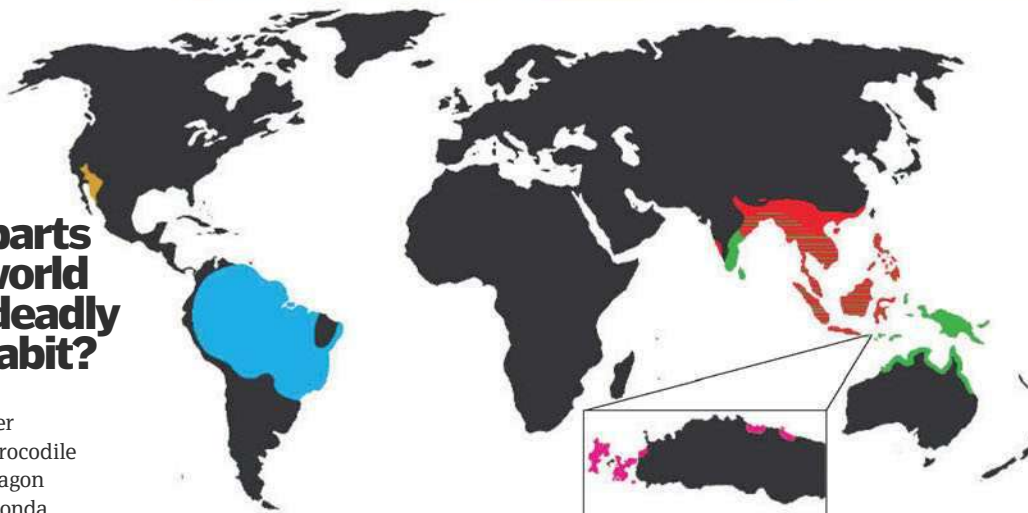 parts
world
deadly
abit?
er
rocodile
agon
onda